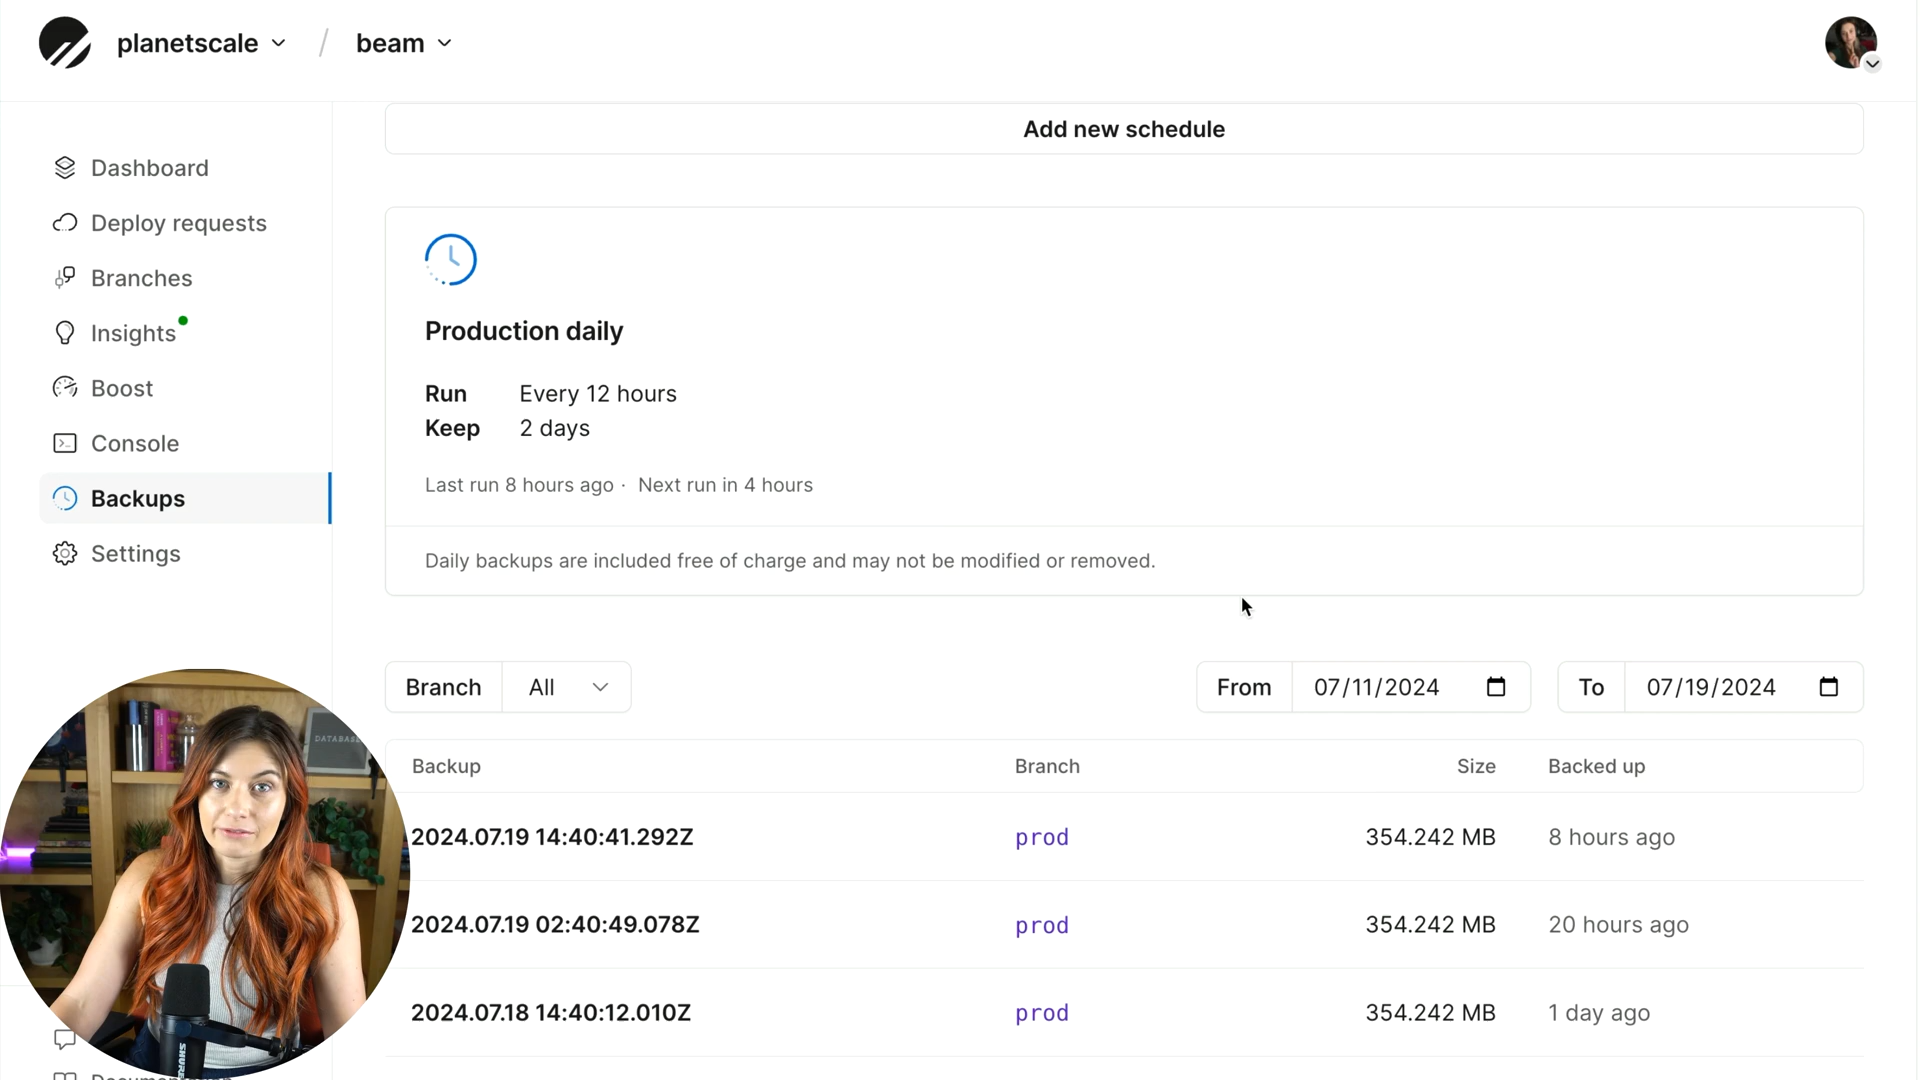 planetscale / beam
Dashboard
Deploy requests
Branches
Insights
Boost
Console
Backups
Settings
Add new schedule
Production daily
Run Every 12 hours
Keep 2 days
Last run 8 hours ago · Next run in 4 hours
Daily backups are included free of charge and may not be modified or removed.
Branch All From 07/11/2024 To 07/19/2024
Backup Branch Size Backed up
2024.07.19 14:40:41.292Z prod 354.242 MB 8 hours ago
2024.07.19 02:40:49.078Z prod 354.242 MB 20 hours ago
2024.07.18 14:40:12.010Z prod 354.242 MB 1 day ago
DATABASE
SHURE